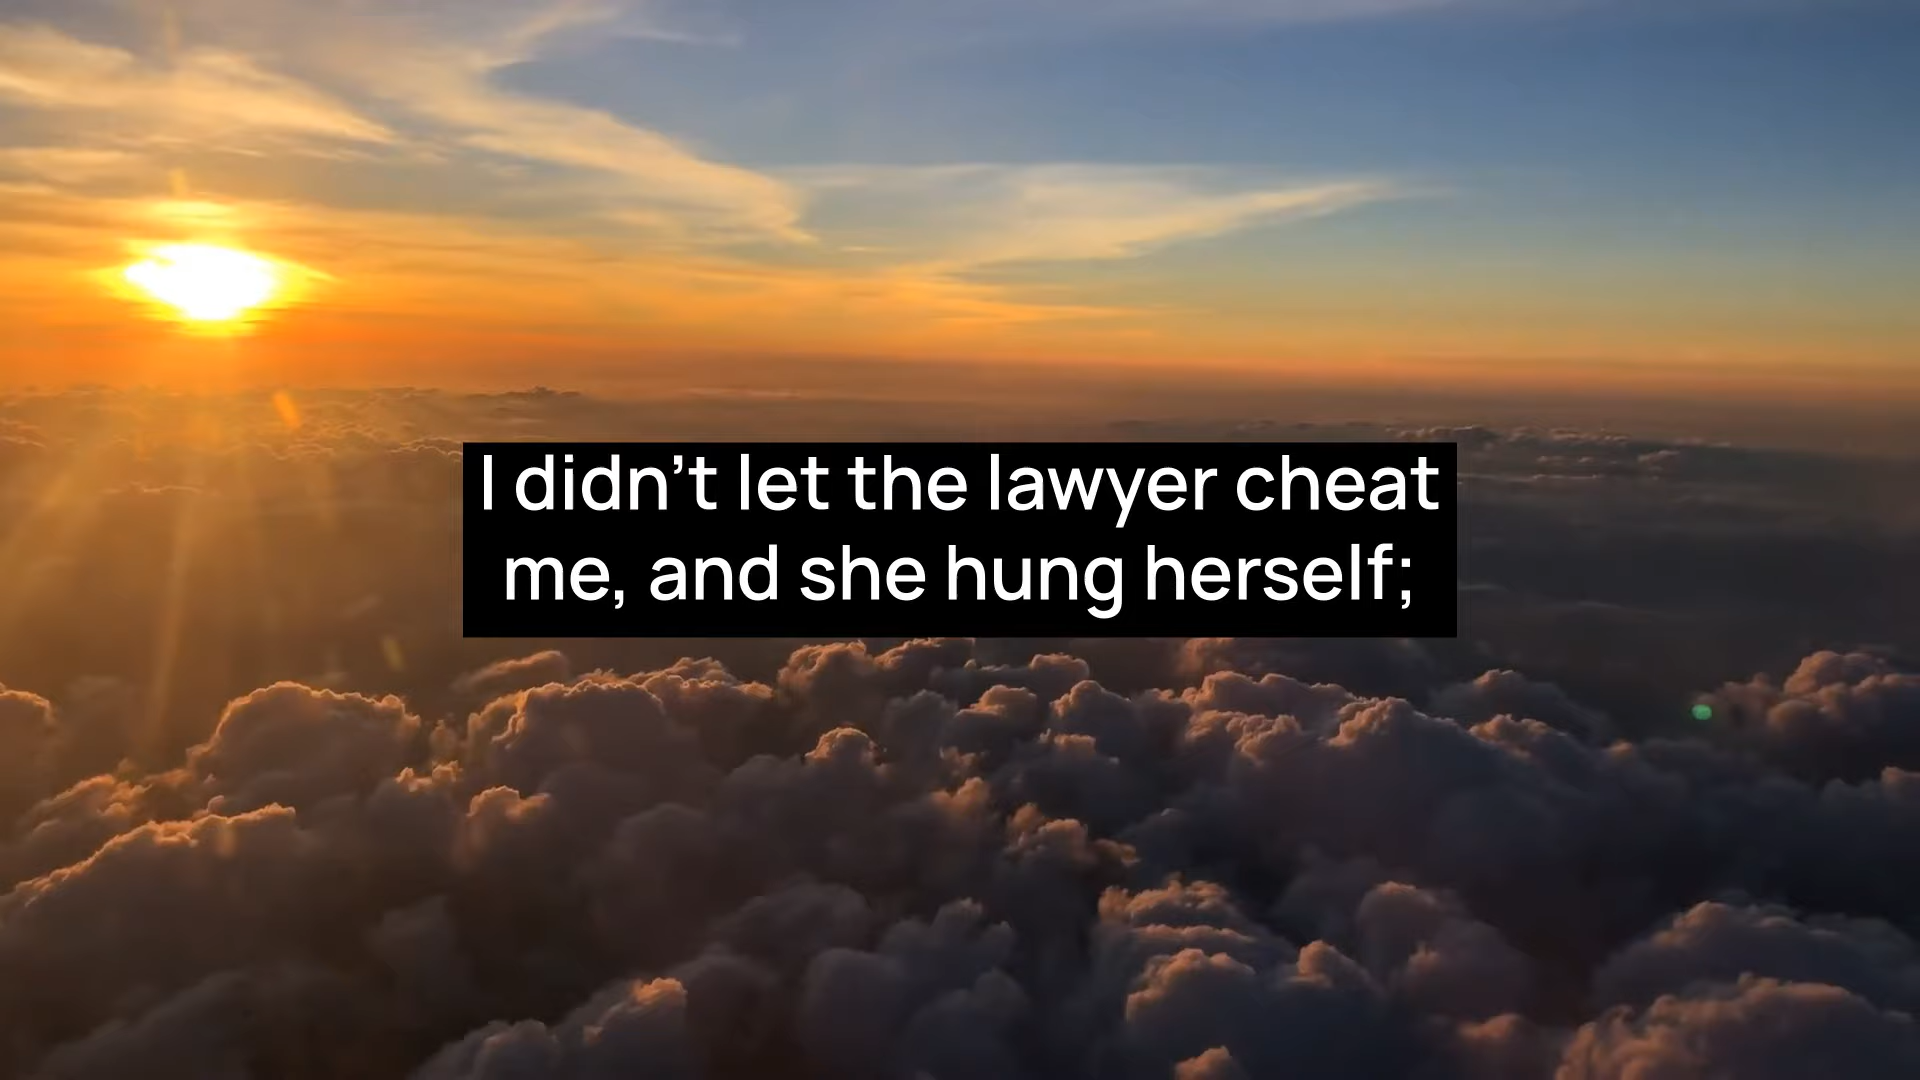 I didn’t let the lawyer cheat
me, and she hung herself;